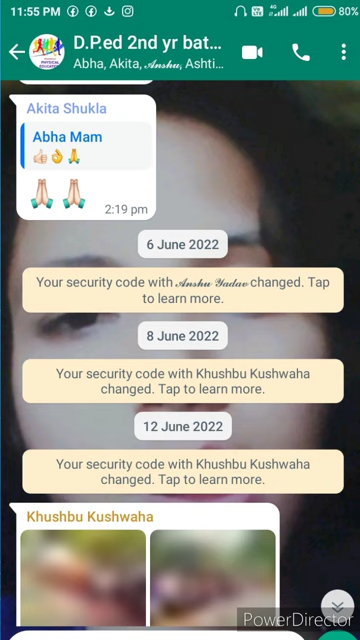 11:55 PM
4G
80%
D.P.ed 2nd yr bat...
Abha, Akita, 𝒜𝓃𝓈𝒽𝓊, Ashti...
Akita Shukla
Abha Mam
👍🏻👌🙏
🙏🏻 🙏🏻
2:19 pm
6 June 2022
Your security code with 𝒜𝓃𝓈𝒽𝓊 𝒴𝒶𝒹𝒶𝓋 changed. Tap
to learn more.
8 June 2022
Your security code with Khushbu Kushwaha
changed. Tap to learn more.
12 June 2022
Your security code with Khushbu Kushwaha
changed. Tap to learn more.
Khushbu Kushwaha
PowerDirector